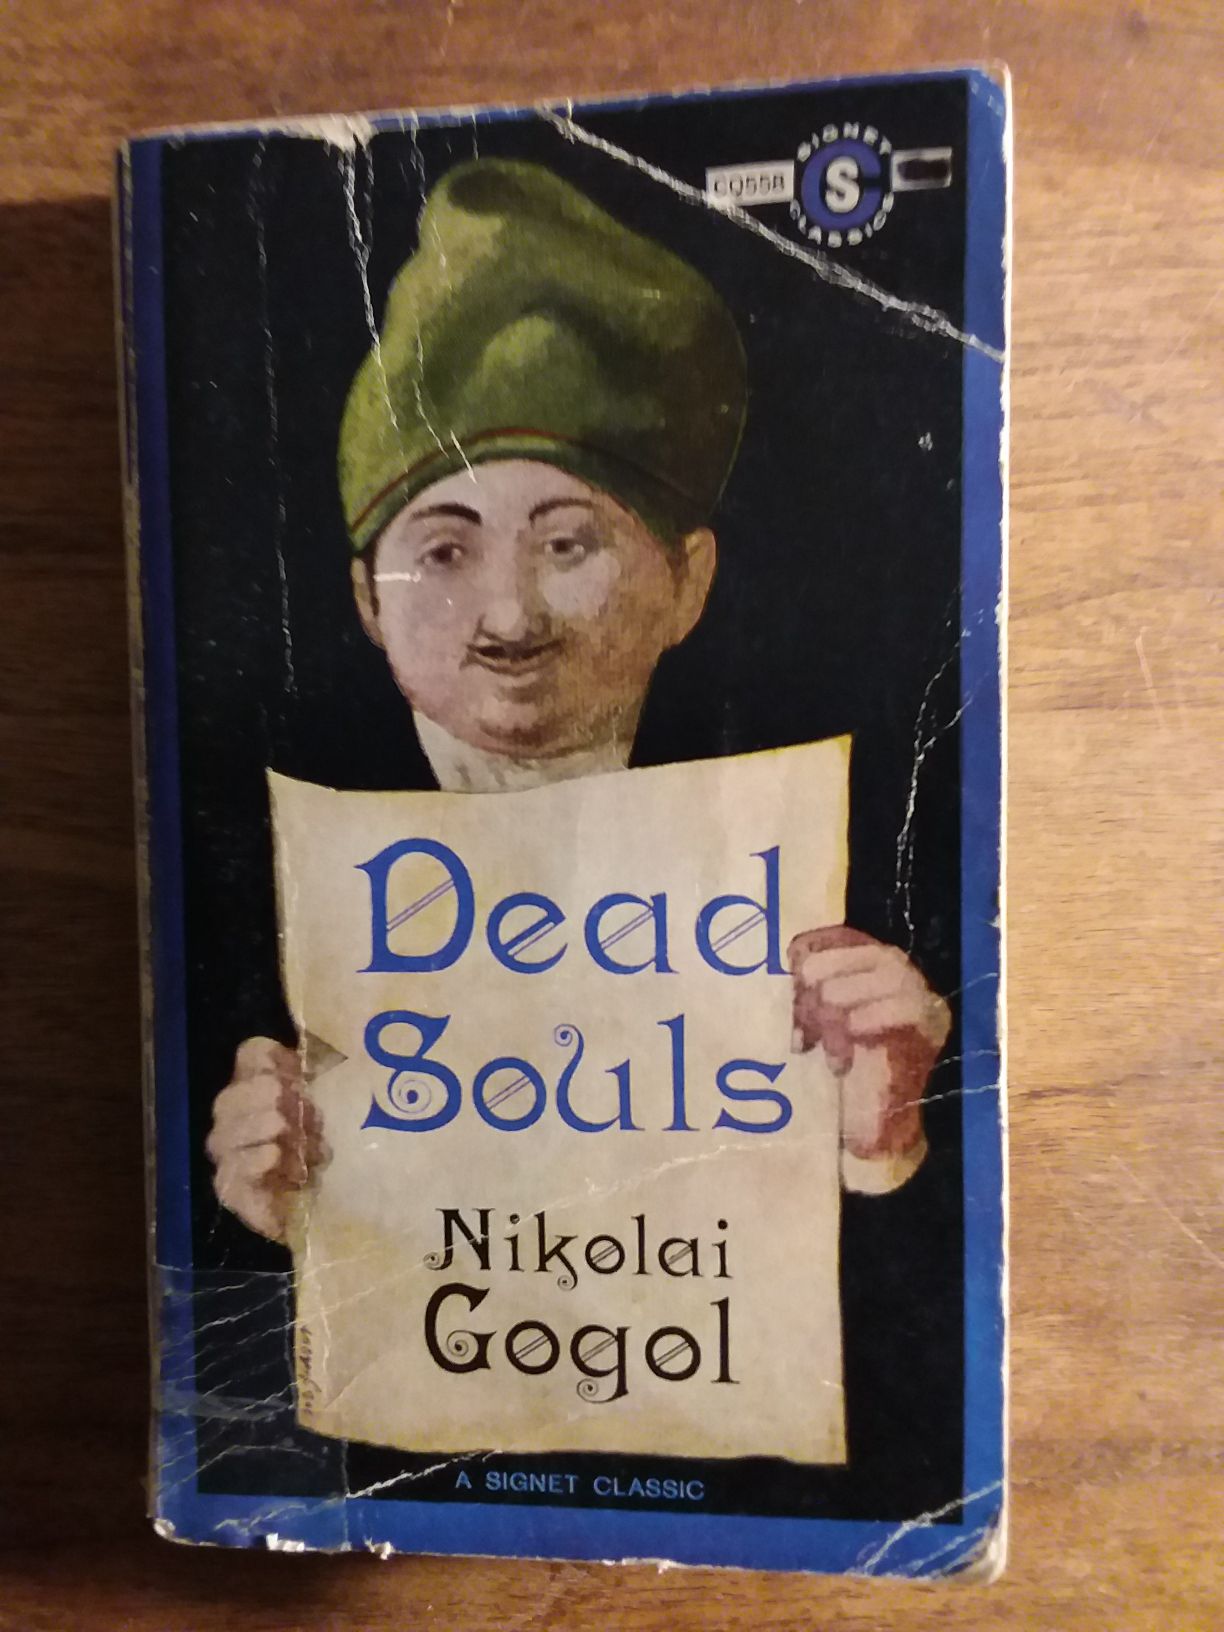 CQ558
SIGNET
S
CLASSICS
Dead
Souls
Nikolai
Gogol
A SIGNET CLASSIC